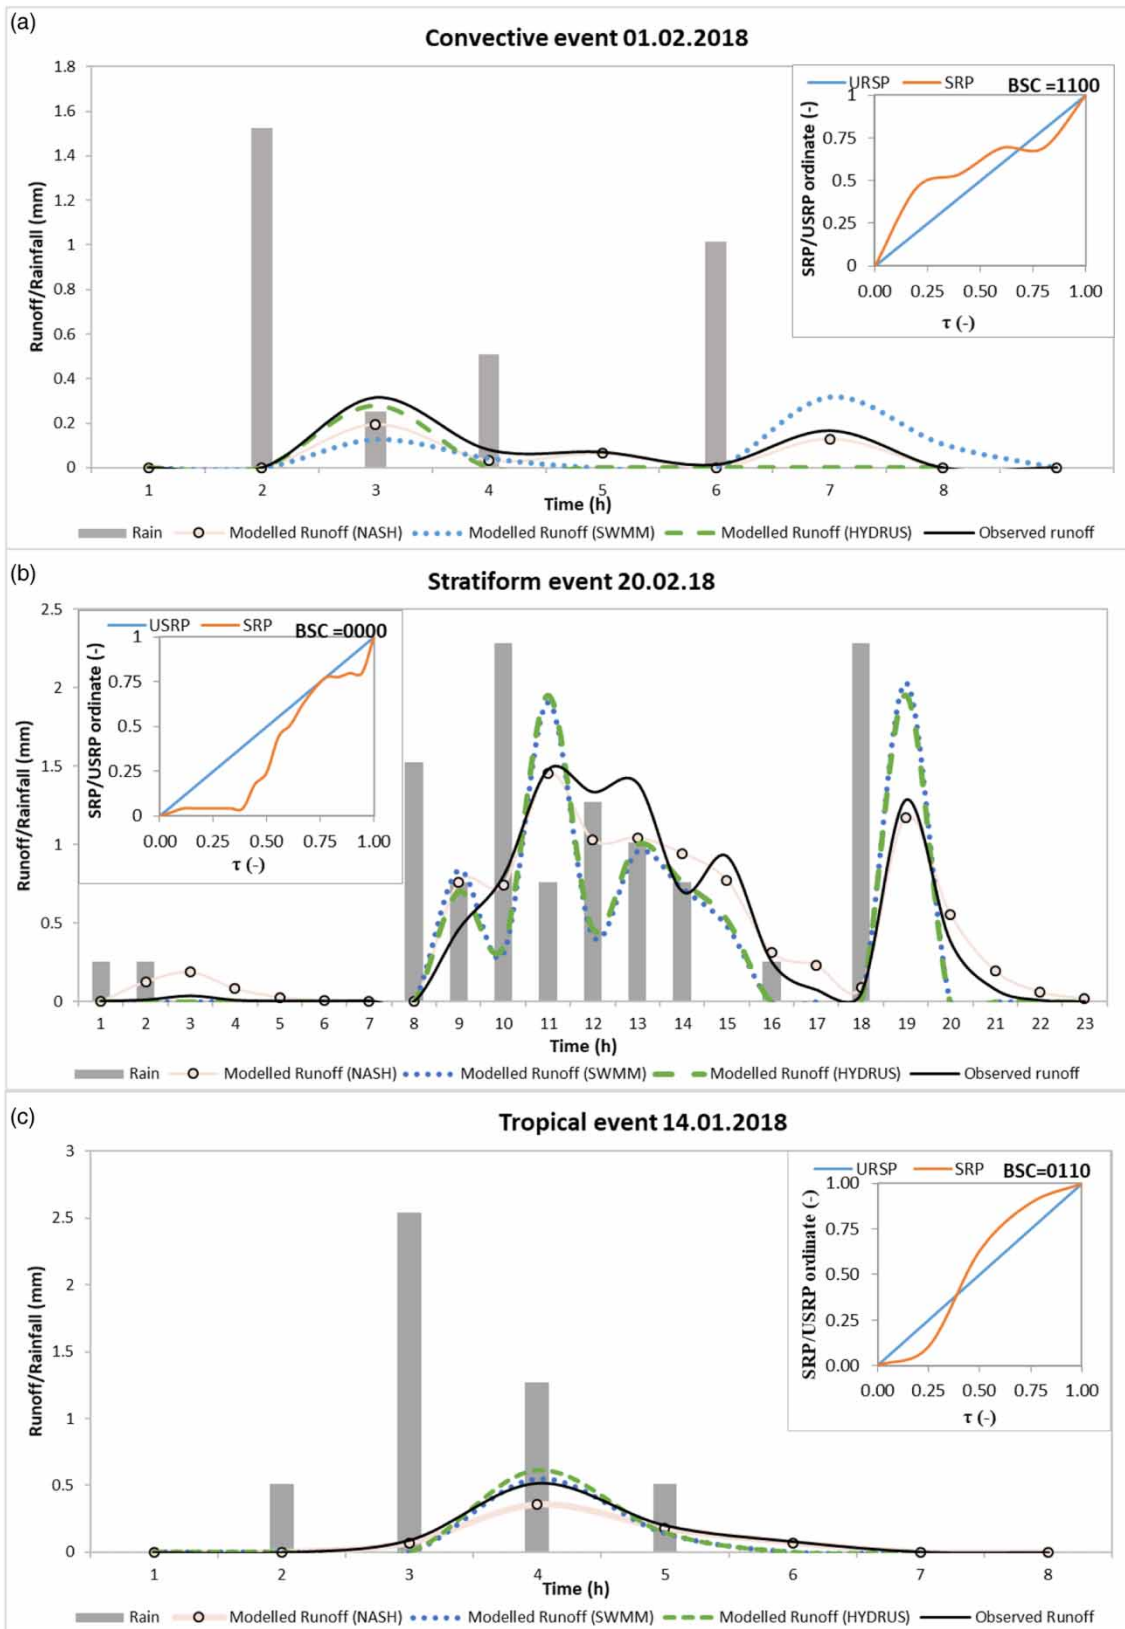 (a)
Convective event 01.02.2018
1.8
1.6
1.4
1.2
1
0.8
0.6
0.4
0.2
0
Runoff/Rainfall (mm)
URSP SRP BSC =1100
SRP/USRP ordinate (-)
1
0.75
0.5
0.25
0
0.00 0.25 0.50 0.75 1.00
τ (-)
1 2 3 4 5 6 7 8
Time (h)
Rain Modelled Runoff (NASH) Modelled Runoff (SWMM) Modelled Runoff (HYDRUS) Observed runoff
(b)
Stratiform event 20.02.18
2.5
2
1.5
1
0.5
0
Runoff/Rainfall (mm)
USRP SRP BSC =0000
SRP/USRP ordinate (-)
1
0.75
0.5
0.25
0
0.00 0.25 0.50 0.75 1.00
τ (-)
1 2 3 4 5 6 7 8 9 10 11 12 13 14 15 16 17 18 19 20 21 22 23
Time (h)
Rain Modelled Runoff (NASH) Modelled Runoff (SWMM) Modelled Runoff (HYDRUS) Observed runoff
(c)
Tropical event 14.01.2018
3
2.5
2
1.5
1
0.5
0
Runoff/Rainfall (mm)
URSP SRP BSC=0110
SRP/USRP ordinate (-)
1.00
0.75
0.50
0.25
0.00
0.00 0.25 0.50 0.75 1.00
τ (-)
1 2 3 4 5 6 7 8
Time (h)
Rain Modelled Runoff (NASH) Modelled Runoff (SWMM) Modelled Runoff (HYDRUS) Observed Runoff